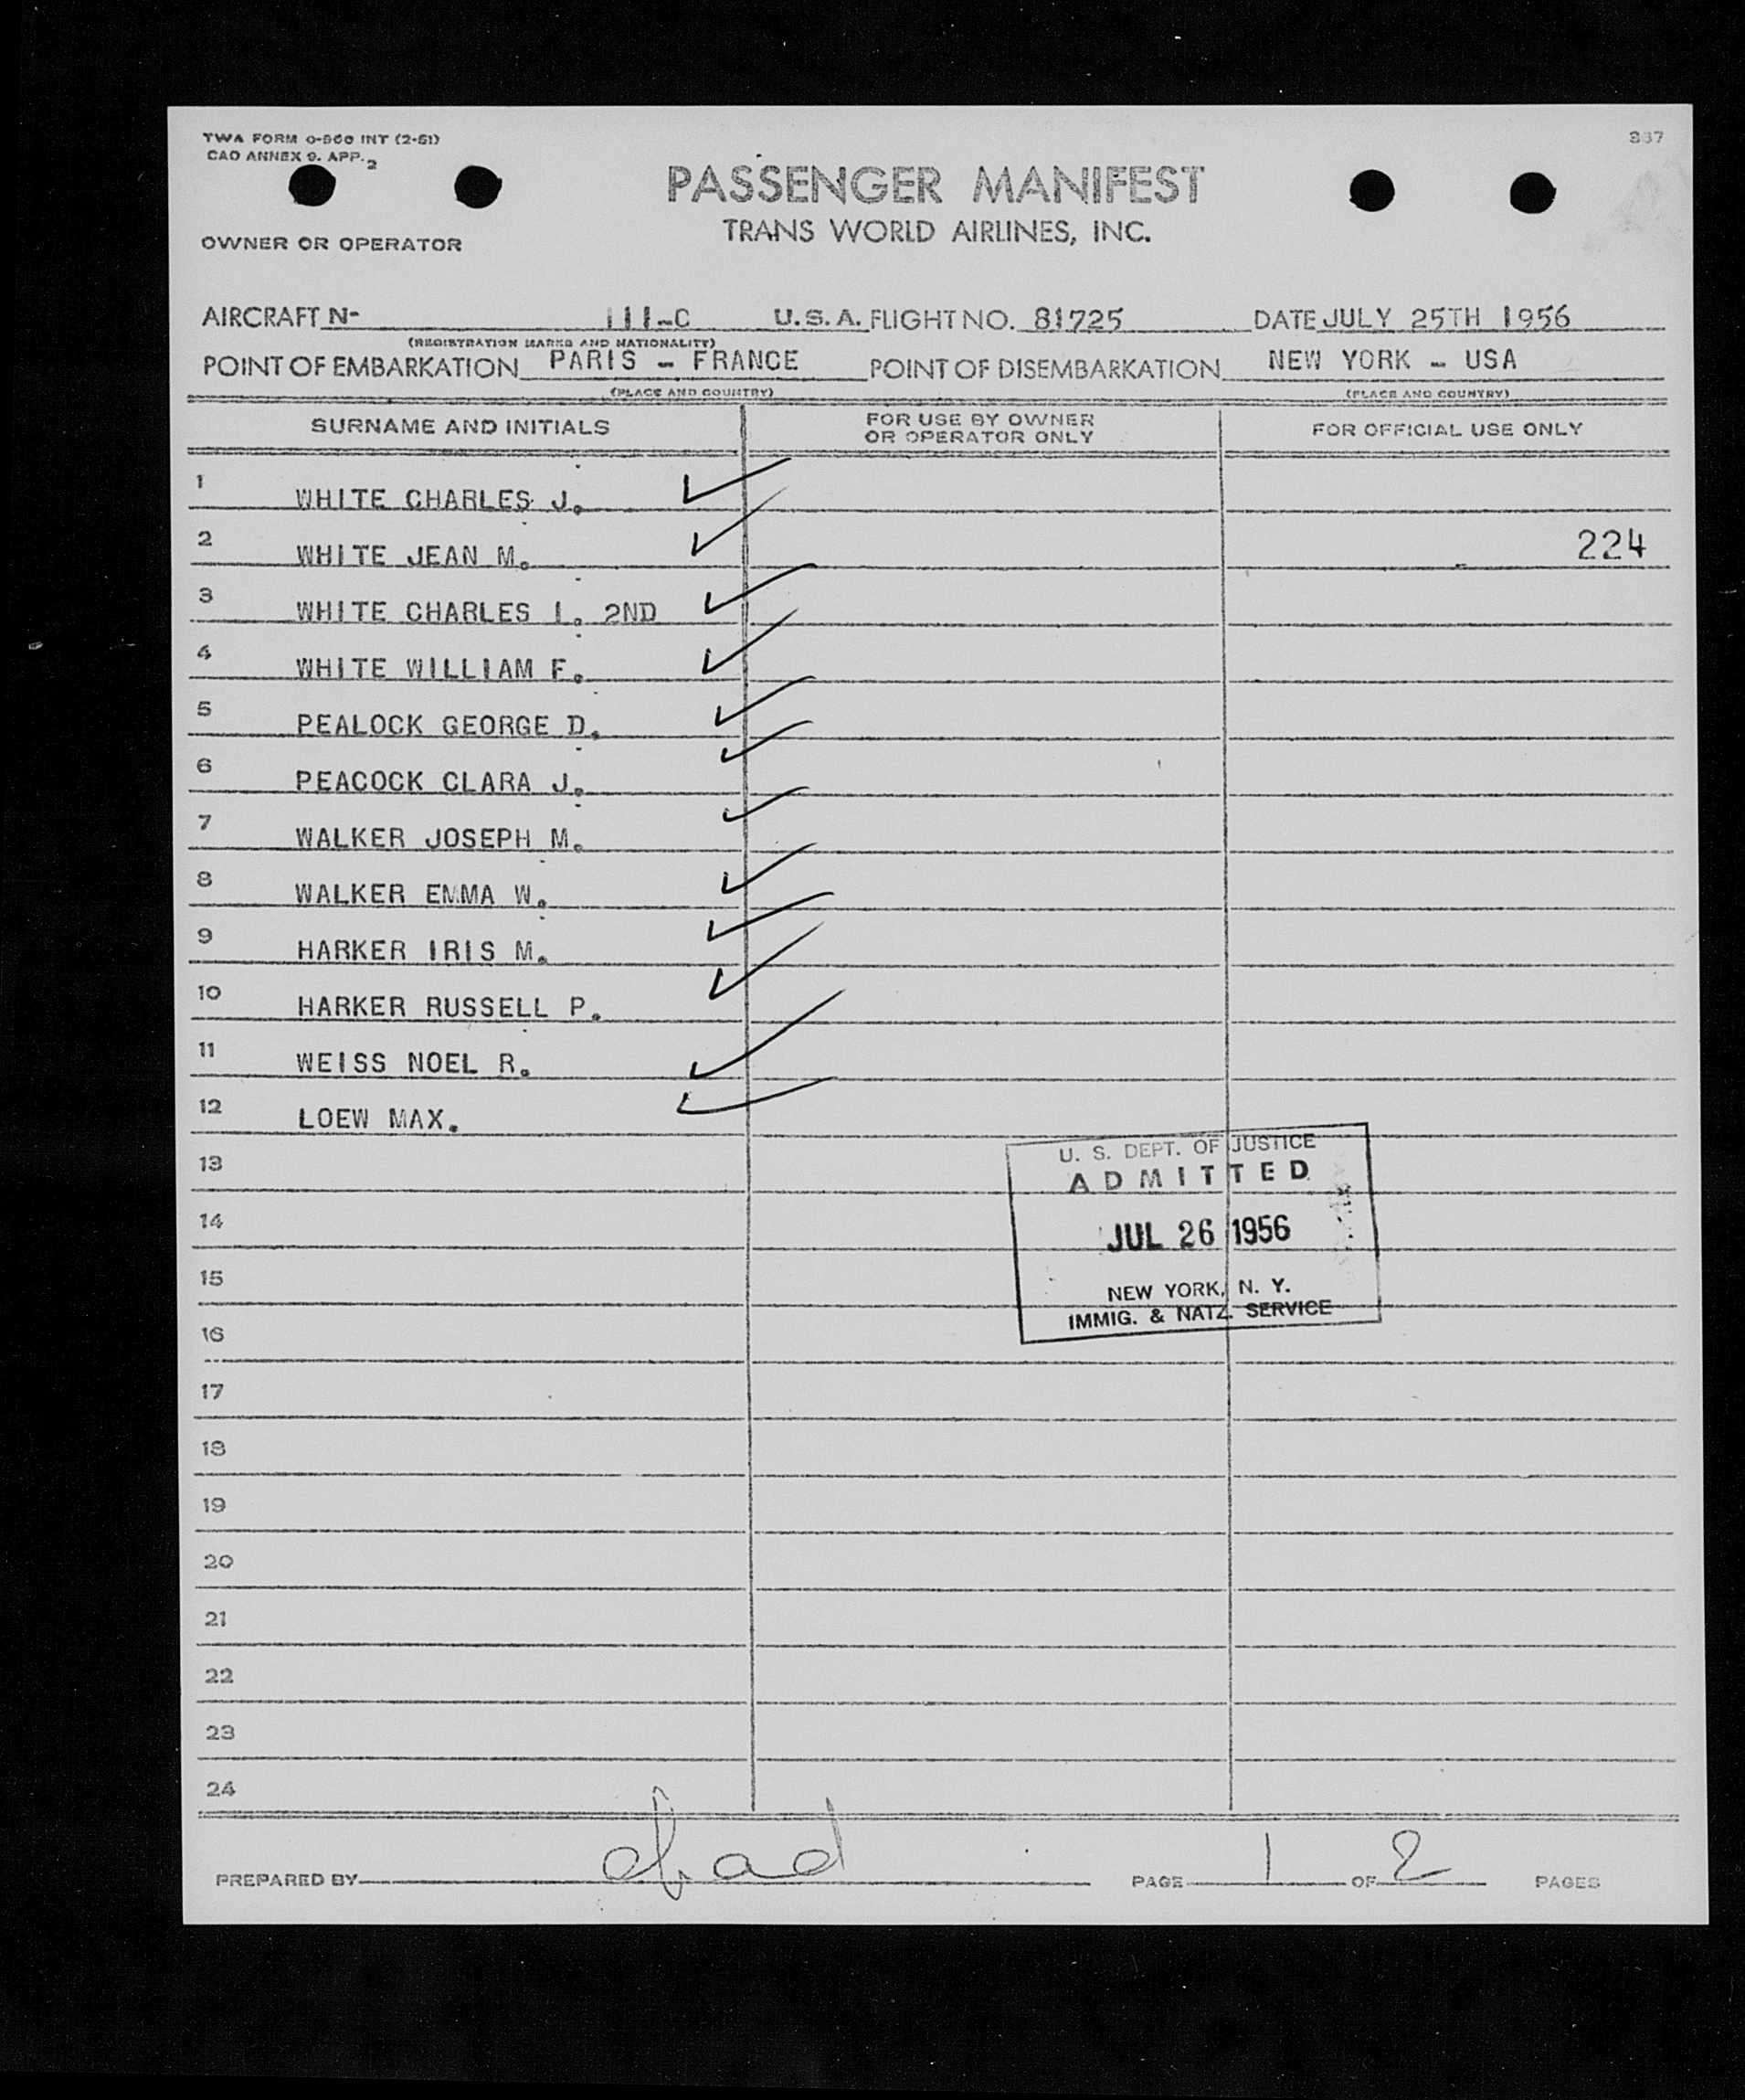 TWA FORM O-960 INT (2-51)
CAO ANNEX 9. APP. 2
367
PASSENGER MANIFEST
TRANS WORLD AIRLINES, INC.
OWNER OR OPERATOR
AIRCRAFT N- 111-C U.S.A. FLIGHT NO. 81725 DATE JULY 25TH 1956
(REGISTRATION MARKS AND NATIONALITY)
POINT OF EMBARKATION PARIS - FRANCE POINT OF DISEMBARKATION NEW YORK - USA
(PLACE AND COUNTRY) (PLACE AND COUNTRY)
SURNAME AND INITIALS FOR USE BY OWNER OR OPERATOR ONLY FOR OFFICIAL USE ONLY
1 WHITE CHARLES J.
2 WHITE JEAN M. 224
3 WHITE CHARLES I. 2ND
4 WHITE WILLIAM F.
5 PEALOCK GEORGE D.
6 PEACOCK CLARA J.
7 WALKER JOSEPH M.
8 WALKER EMMA W.
9 HARKER IRIS M.
10 HARKER RUSSELL P.
11 WEISS NOEL R.
12 LOEW MAX.
13
14
15
16
17
18
19
20
21
22
23
24
U. S. DEPT. OF JUSTICE
ADMITTED
JUL 26 1956
NEW YORK, N. Y.
IMMIG. & NATZ. SERVICE
PREPARED BY PAGE 1 OF 2 PAGES